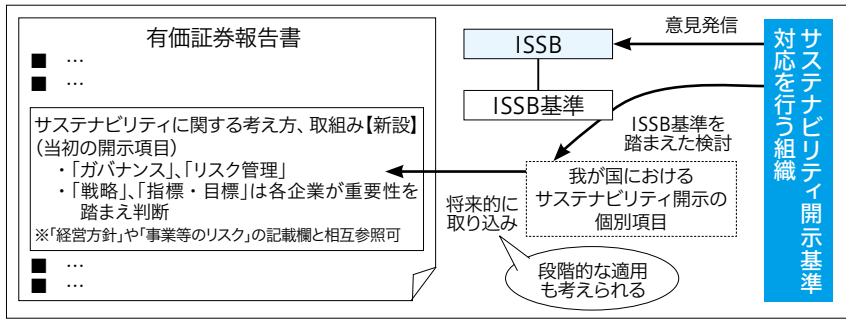 有価証券報告書
■ …
■ …
サステナビリティに関する考え方、取組み【新設】
（当初の開示項目）
・「ガバナンス」、「リスク管理」
・「戦略」、「指標・目標」は各企業が重要性を
踏まえ判断
※「経営方針」や「事業等のリスク」の記載欄と相互参照可
■ …
■ …
ISSB
ISSB基準
意見発信
ISSB基準を
踏まえた検討
我が国における
サステナビリティ開示の
個別項目
将来的に
取り込み
段階的な適用
も考えられる
サステナビリティ開示基準
対応を行う組織